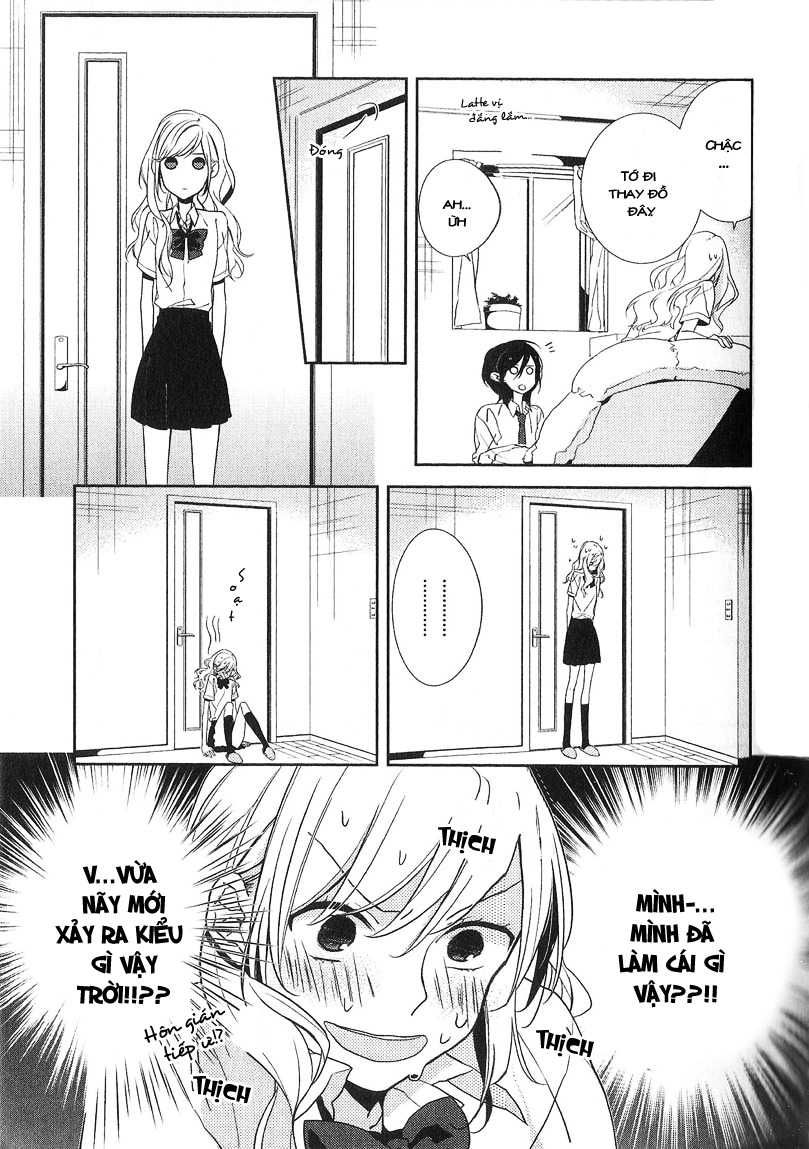 CHẬC
...
TỚ ĐI
THAY ĐỒ
ĐÂY.
Latte vị
đắng lắm...
AH...
ỪH
Đóng
.......
.......
Soạt
MÌNH-...
MÌNH ĐÃ
LÀM CÁI GÌ
VẬY??!!
THỊCH
THỊCH
V...VỪA
NÃY MỚI
XẢY RA KIỂU
GÌ VẬY
TRỜI!!??
Hôn gián
tiếp ư!?
THỊCH